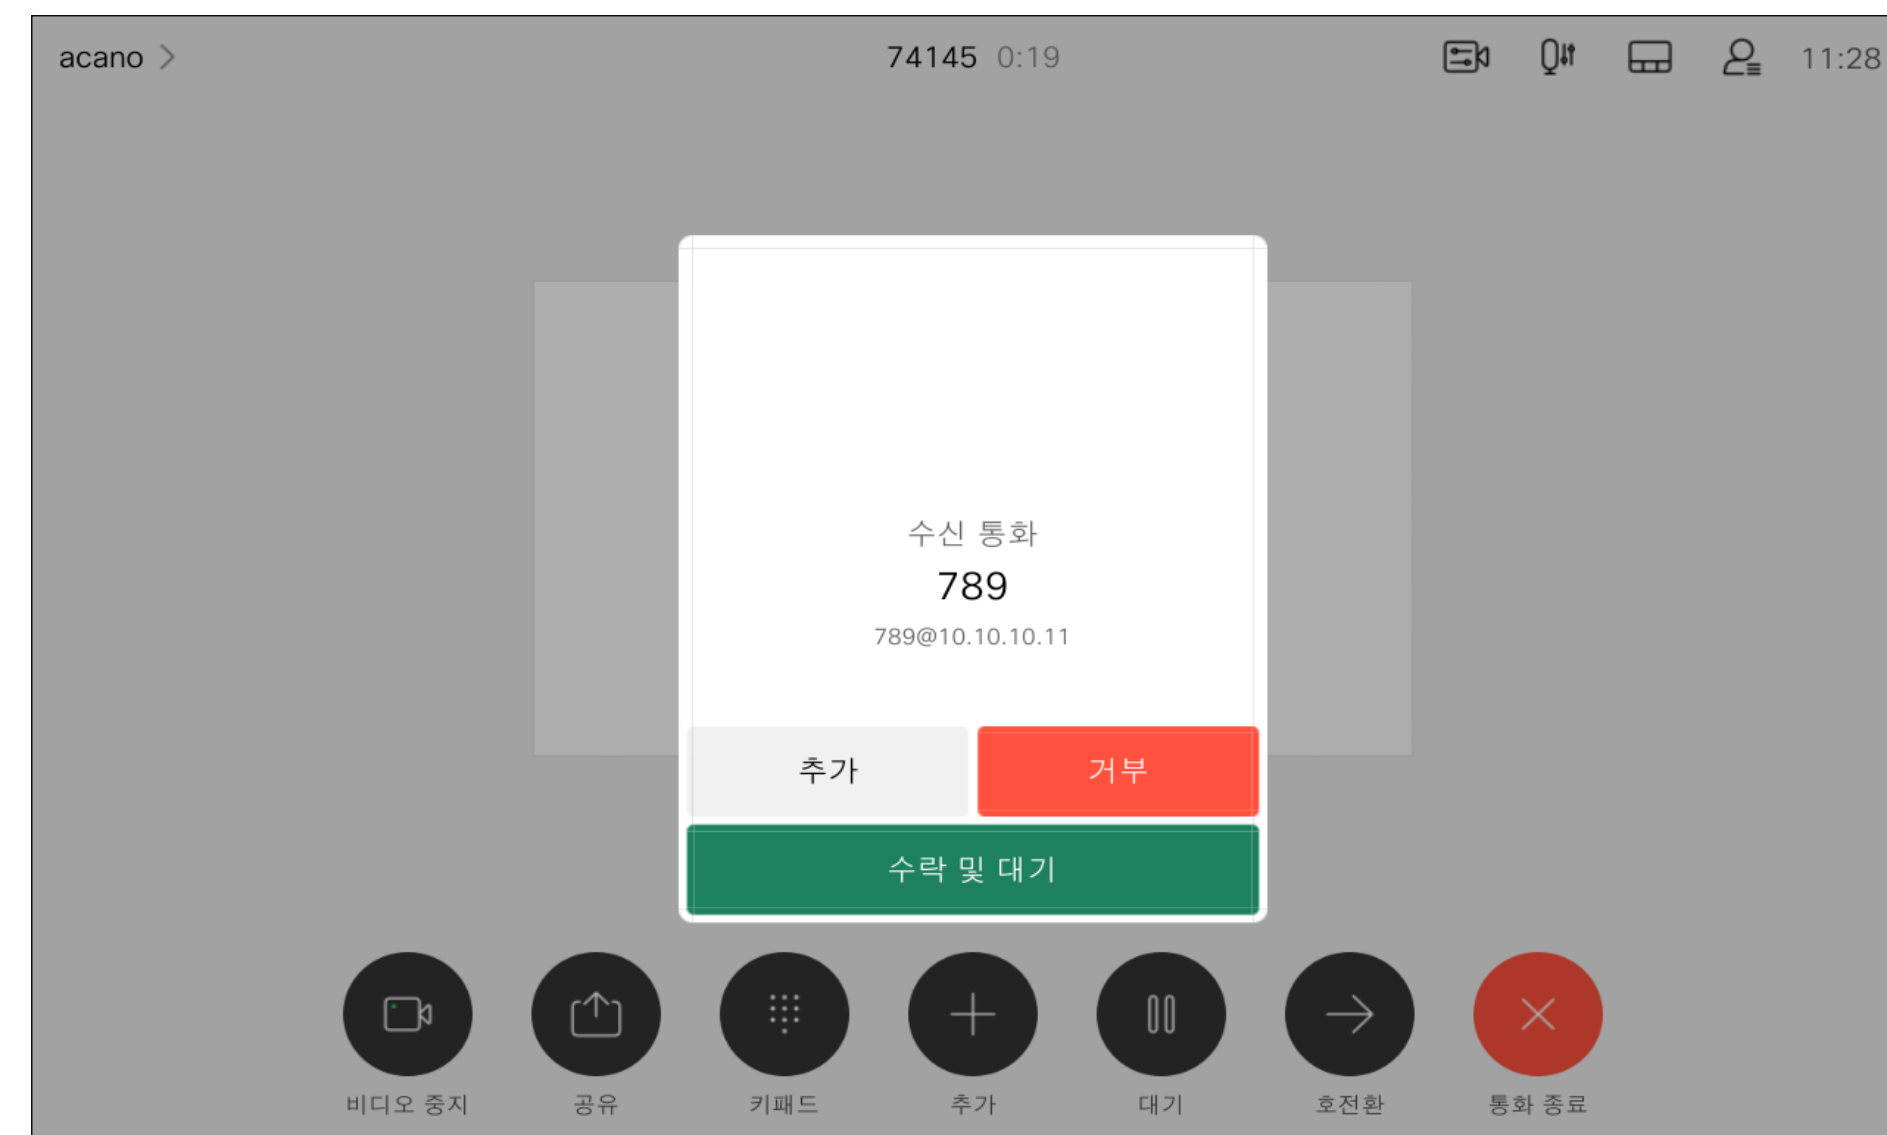 acano
74145 0:19
11:28
수신 통화
789
789@10.10.10.11
추가
거부
수락 및 대기
비디오 중지
공유
키패드
추가
대기
호전환
통화 종료